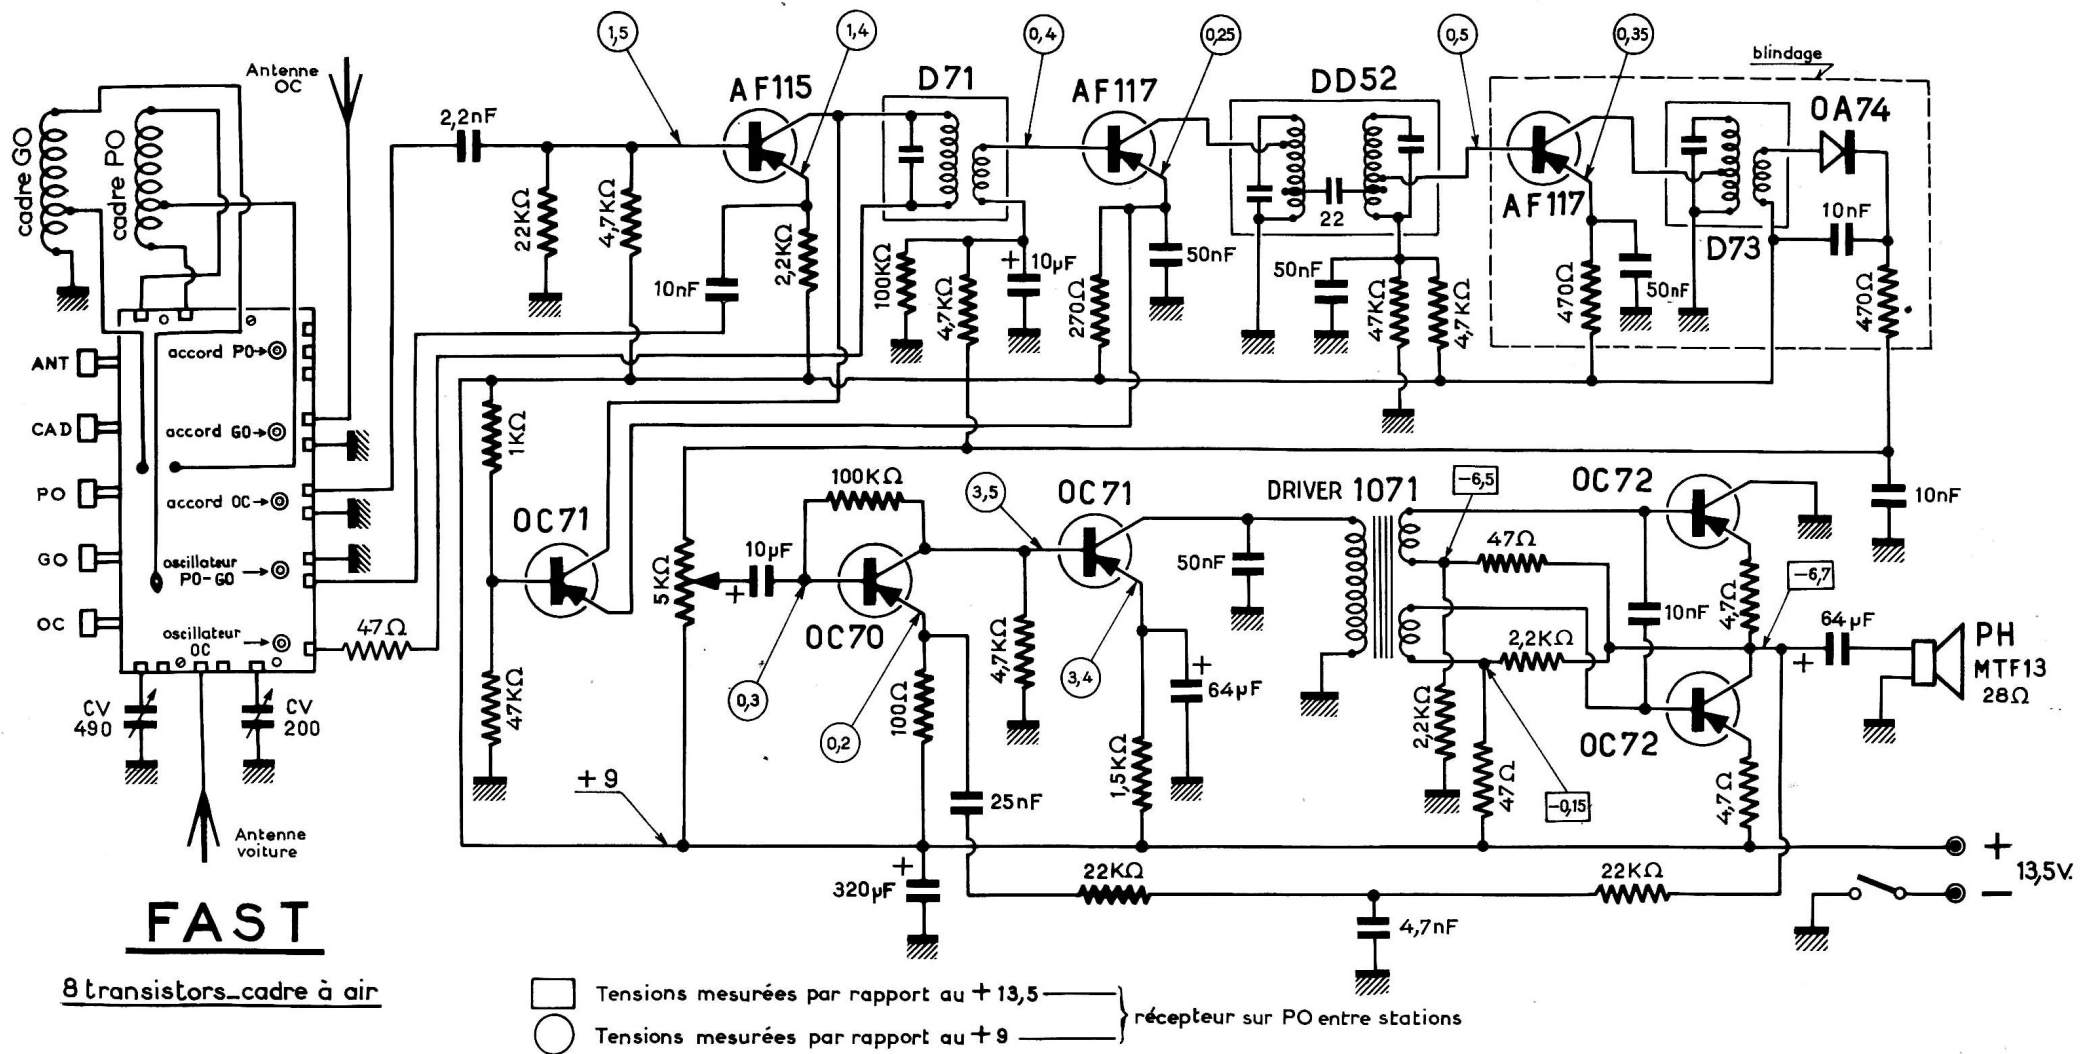 1,5
1,4
0,4
0,25
0,5
0,35
blindage
Antenne
OC
AF115
D71
AF117
DD52
OA74
2,2nF
cadre GO
cadre PO
22KΩ
4,7KΩ
2,2KΩ
10nF
100KΩ
4,7KΩ
10µF
+
270Ω
50nF
22
50nF
47KΩ
4,7KΩ
AF117
470Ω
50nF
D73
10nF
470Ω
ANT
CAD
PO
GO
OC
accord PO
accord GO
accord OC
oscillateur
PO-GO
oscillateur
OC
47Ω
CV
490
CV
200
Antenne
voiture
1KΩ
OC71
47KΩ
5KΩ
100KΩ
10µF
+
OC70
0,3
0,2
100Ω
3,5
OC71
4,7KΩ
3,4
1,5KΩ
64µF
+
50nF
DRIVER 1071
-6,5
47Ω
2,2KΩ
2,2KΩ
47Ω
-0,15
10nF
OC72
4,7Ω
-6,7
OC72
4,7Ω
64µF
+
10nF
PH
MTF13
28Ω
+9
25nF
+
320µF
22KΩ
22KΩ
4,7nF
+
13,5V.
−
FAST
8 transistors_cadre à air
Tensions mesurées par rapport au +13,5
Tensions mesurées par rapport au +9
récepteur sur PO entre stations